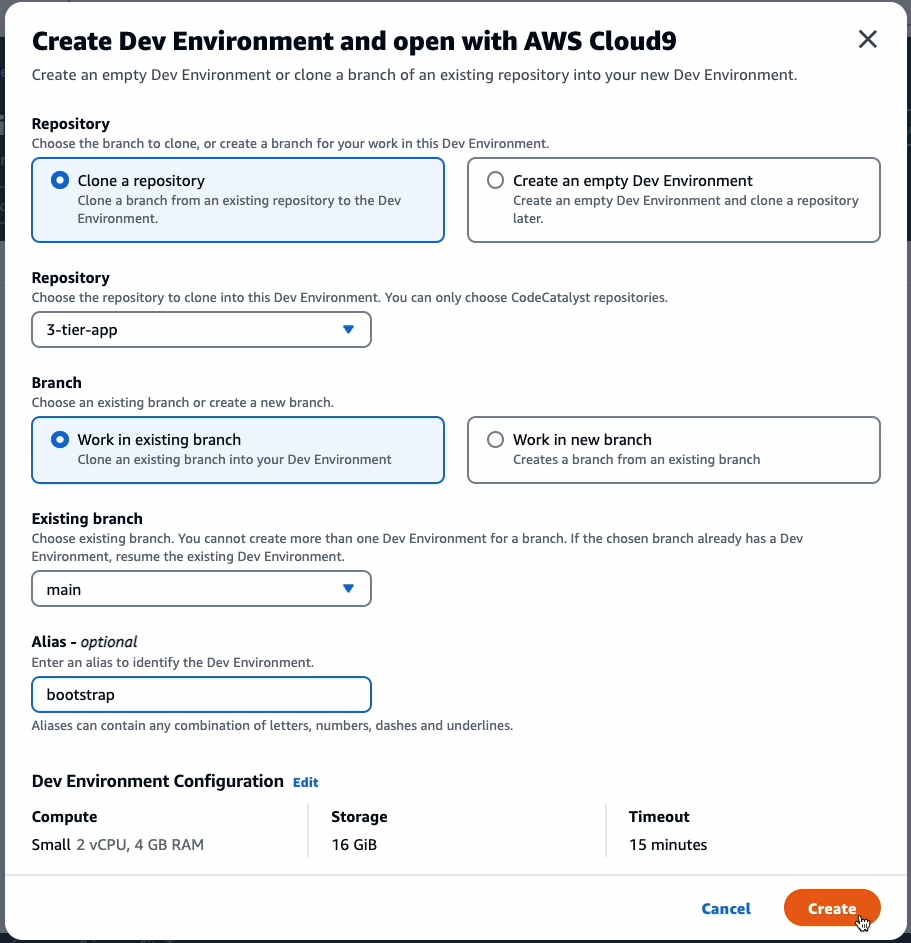 Create Dev Environment and open with AWS Cloud9
Create an empty Dev Environment or clone a branch of an existing repository into your new Dev Environment.
Repository
Choose the branch to clone, or create a branch for your work in this Dev Environment.
Clone a repository
Clone a branch from an existing repository to the Dev
Environment.
Create an empty Dev Environment
Create an empty Dev Environment and clone a repository
later.
Repository
Choose the repository to clone into this Dev Environment. You can only choose CodeCatalyst repositories.
3-tier-app
Branch
Choose an existing branch or create a new branch.
Work in existing branch
Clone an existing branch into your Dev Environment
Work in new branch
Creates a branch from an existing branch
Existing branch
Choose existing branch. You cannot create more than one Dev Environment for a branch. If the chosen branch already has a Dev
Environment, resume the existing Dev Environment.
main
Alias - optional
Enter an alias to identify the Dev Environment.
bootstrap
Aliases can contain any combination of letters, numbers, dashes and underlines.
Dev Environment Configuration Edit
Compute
Small 2 vCPU, 4 GB RAM
Storage
16 GiB
Timeout
15 minutes
Cancel
Create